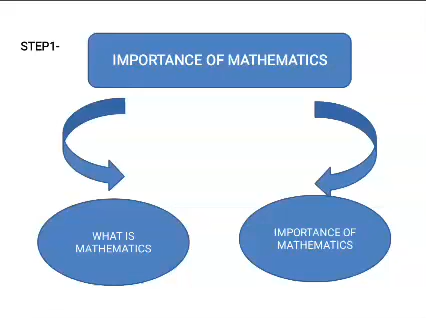 STEP1-
IMPORTANCE OF MATHEMATICS
WHAT IS
MATHEMATICS
IMPORTANCE OF
MATHEMATICS